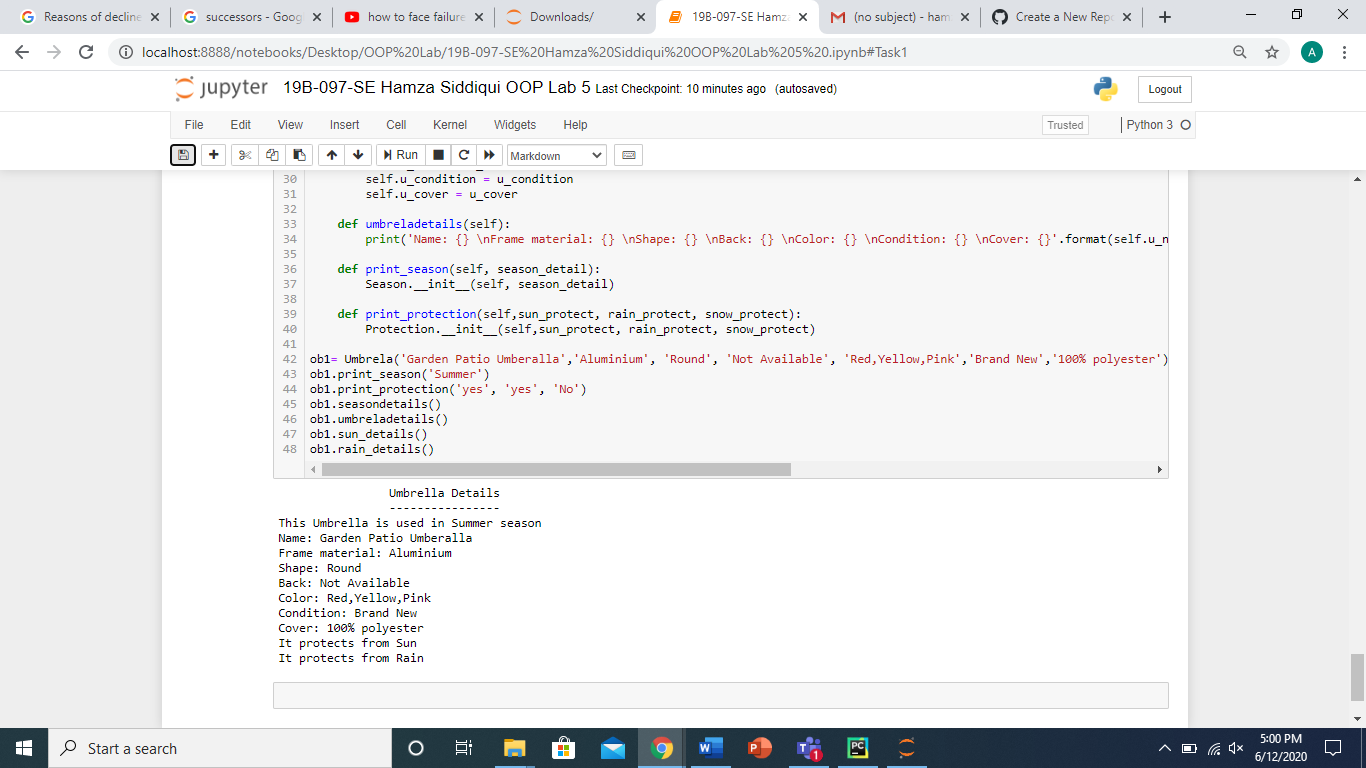 Reasons of decline
successors - Goog
how to face failure
Downloads/
19B-097-SE Hamz
(no subject) - ham
Create a New Repo
localhost:8888/notebooks/Desktop/OOP%20Lab/19B-097-SE%20Hamza%20Siddiqui%20OOP%20Lab%205%20.ipynb#Task1
A
jupyter 19B-097-SE Hamza Siddiqui OOP Lab 5 Last Checkpoint: 10 minutes ago (autosaved)
Logout
File Edit View Insert Cell Kernel Widgets Help
Trusted
Python 3
Run
Markdown
30 self.u_condition = u_condition
31 self.u_cover = u_cover
32
33 def umbreladetails(self):
34 print('Name: {} \nFrame material: {} \nShape: {} \nBack: {} \nColor: {} \nCondition: {} \nCover: {}'.format(self.u_n
35
36 def print_season(self, season_detail):
37 Season.__init__(self, season_detail)
38
39 def print_protection(self,sun_protect, rain_protect, snow_protect):
40 Protection.__init__(self,sun_protect, rain_protect, snow_protect)
41
42 ob1= Umbrela('Garden Patio Umberalla','Aluminium', 'Round', 'Not Available', 'Red,Yellow,Pink','Brand New','100% polyester')
43 ob1.print_season('Summer')
44 ob1.print_protection('yes', 'yes', 'No')
45 ob1.seasondetails()
46 ob1.umbreladetails()
47 ob1.sun_details()
48 ob1.rain_details()
Umbrella Details
----------------
This Umbrella is used in Summer season
Name: Garden Patio Umberalla
Frame material: Aluminium
Shape: Round
Back: Not Available
Color: Red,Yellow,Pink
Condition: Brand New
Cover: 100% polyester
It protects from Sun
It protects from Rain
Start a search
1
5:00 PM
6/12/2020